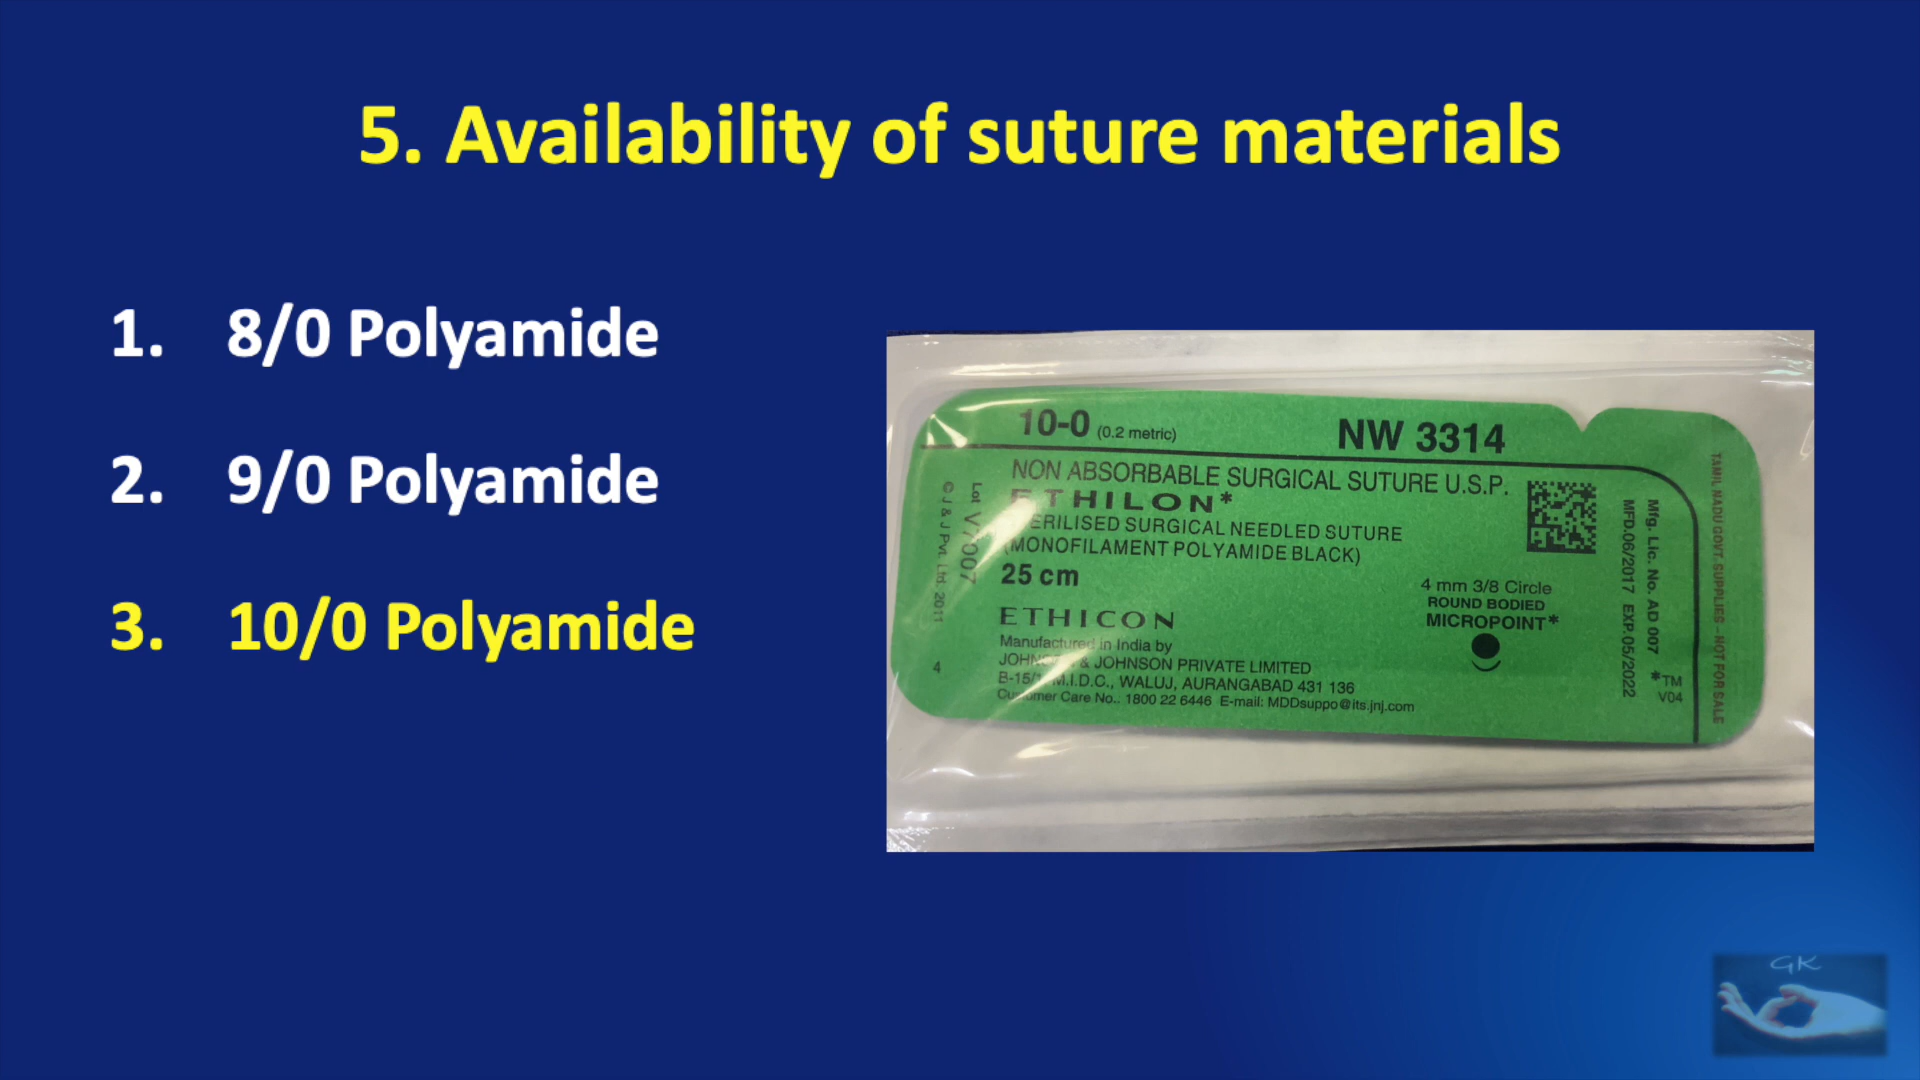 5. Availability of suture materials
1. 8/0 Polyamide
2. 9/0 Polyamide
3. 10/0 Polyamide
10-0 (0.2 metric)
NW 3314
NON ABSORBABLE SURGICAL SUTURE U.S.P.
ETHILON*
SURGICAL NEEDLED SUTURE
(MONOFILAMENT POLYAMIDE BLACK)
25 cm
ETHICON
Manufactured in India by
& JOHNSON PRIVATE LIMITED
M.I.D.C., WALUJ, AURANGABAD 431 136
Customer Care No.: 1800 22 6446 E-mail: MDDsuppo@its.jnj.com
4 mm 3/8 Circle
ROUND BODIED
MICROPOINT*
© J & J Pvt. Ltd. 2011
Lot
4
MFD.06/2017 EXP.05/2022
Mfg. Lic. No. AD 007
*TM
V04
TAMIL NADU GOVT. SUPPLIES - NOT FOR SALE
GK